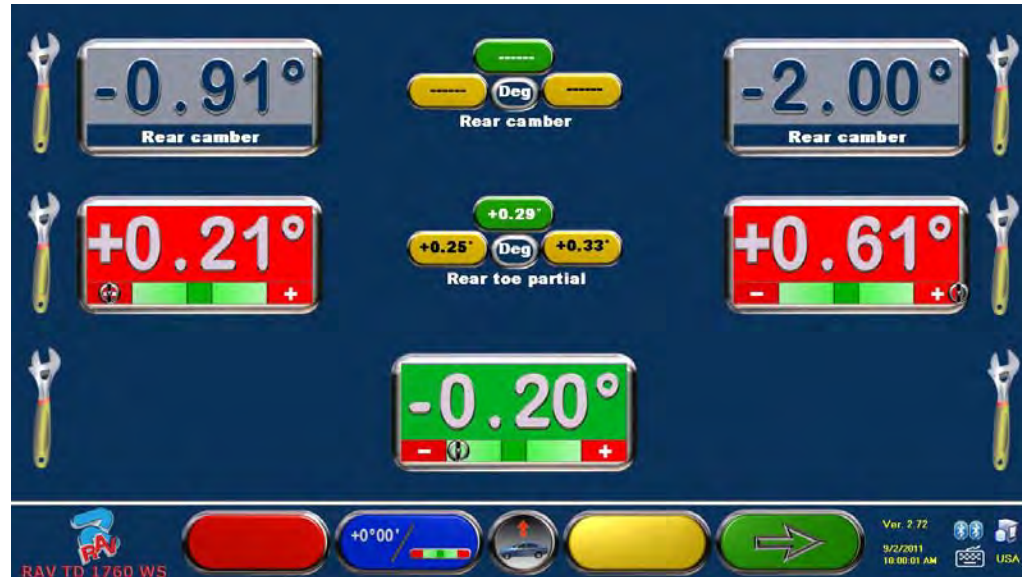 -0.91°
Rear camber
------
------ Deg ------
Rear camber
-2.00°
Rear camber
+0.21°
- +
+0.29°
+0.25° Deg +0.33°
Rear toe partial
+0.61°
- +
-0.20°
- +
RAV
RAV TD 1760 WS
+0°00'
Ver. 2.72
9/2/2011
10:00:01 AM
USA